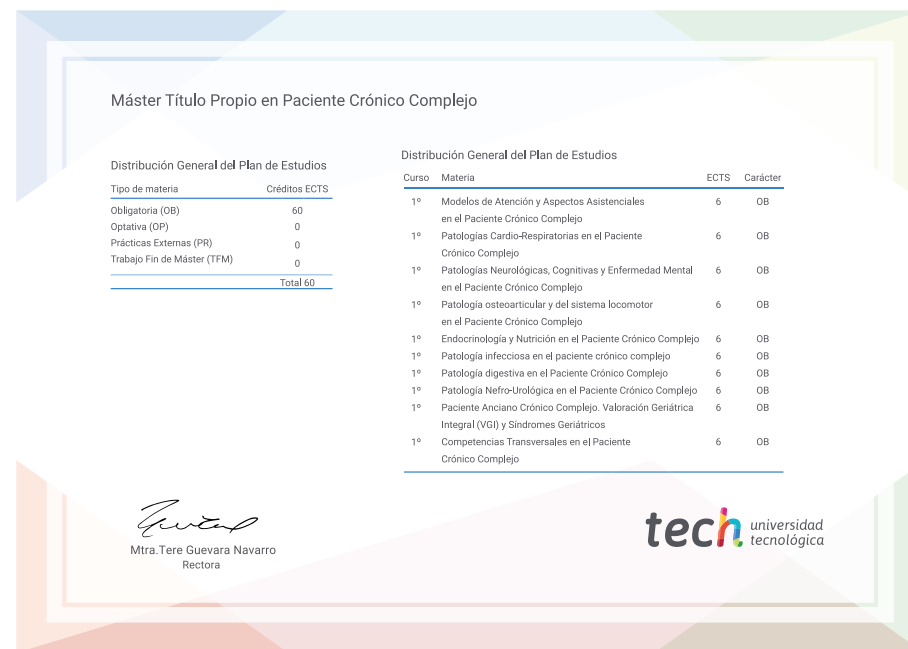 Máster Título Propio en Paciente Crónico Complejo
Distribución General del Plan de Estudios
Tipo de materia Créditos ECTS
Obligatoria (OB) 60
Optativa (OP) 0
Prácticas Externas (PR) 0
Trabajo Fin de Máster (TFM) 0
Total 60
Distribución General del Plan de Estudios
Curso Materia ECTS Carácter
1º Modelos de Atención y Aspectos Asistenciales 6 OB
en el Paciente Crónico Complejo
1º Patologías Cardio-Respiratorias en el Paciente 6 OB
Crónico Complejo
1º Patologías Neurológicas, Cognitivas y Enfermedad Mental 6 OB
en el Paciente Crónico Complejo
1º Patología osteoarticular y del sistema locomotor 6 OB
en el Paciente Crónico Complejo
1º Endocrinología y Nutrición en el Paciente Crónico Complejo 6 OB
1º Patología infecciosa en el paciente crónico complejo 6 OB
1º Patología digestiva en el Paciente Crónico Complejo 6 OB
1º Patología Nefro-Urológica en el Paciente Crónico Complejo 6 OB
1º Paciente Anciano Crónico Complejo. Valoración Geriátrica 6 OB
Integral (VGI) y Síndromes Geriátricos
1º Competencias Transversales en el Paciente 6 OB
Crónico Complejo
Mtra.Tere Guevara Navarro
Rectora
tech universidad
tecnológica